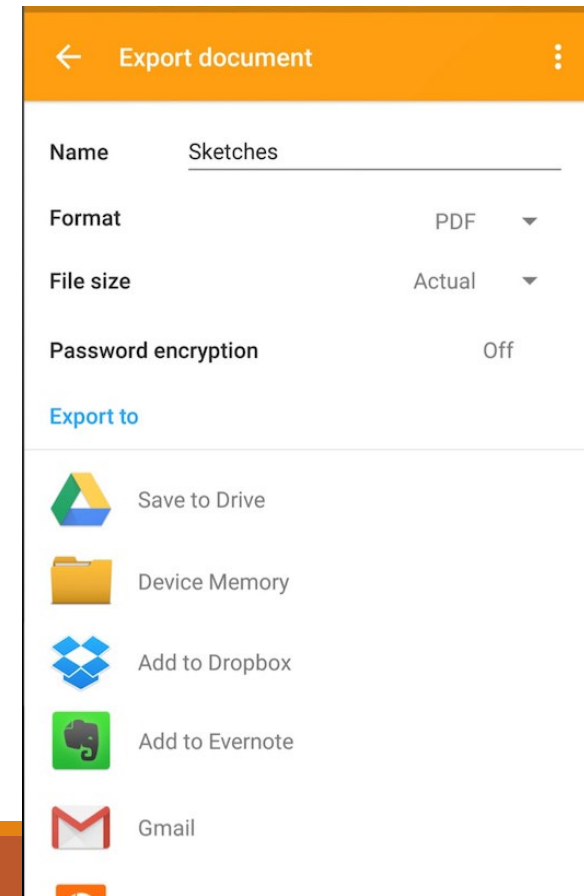 Export document
Name Sketches
Format PDF
File size Actual
Password encryption Off
Export to
Save to Drive
Device Memory
Add to Dropbox
Add to Evernote
Gmail